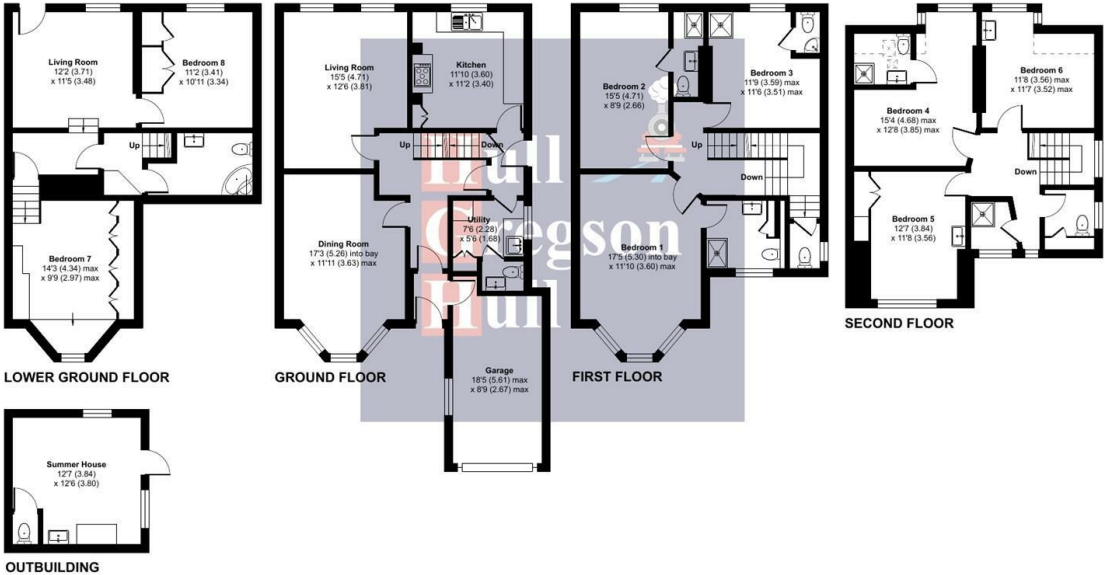 Living Room
12'2 (3.71)
x 11'5 (3.48)
Bedroom 8
11'2 (3.41)
x 10'11 (3.34)
Up
Bedroom 7
14'3 (4.34) max
x 9'9 (2.97) max
LOWER GROUND FLOOR
Living Room
15'5 (4.71)
x 12'6 (3.81)
Kitchen
11'10 (3.60)
x 11'2 (3.40)
Up
Down
Utility
7'6 (2.28)
x 5'6 (1.68)
Dining Room
17'3 (5.26) into bay
x 11'11 (3.63) max
Garage
18'5 (5.61) max
x 8'9 (2.67) max
GROUND FLOOR
Hull
Gregson
Hull
Bedroom 2
15'5 (4.71)
x 8'9 (2.66)
Bedroom 3
11'9 (3.59) max
x 11'6 (3.51) max
Up
Down
Bedroom 1
17'5 (5.30) into bay
x 11'10 (3.60) max
FIRST FLOOR
Bedroom 4
15'4 (4.68) max
x 12'8 (3.85) max
Bedroom 6
11'8 (3.56) max
x 11'7 (3.52) max
Down
Bedroom 5
12'7 (3.84)
x 11'8 (3.56)
SECOND FLOOR
Summer House
12'7 (3.84)
x 12'6 (3.80)
OUTBUILDING